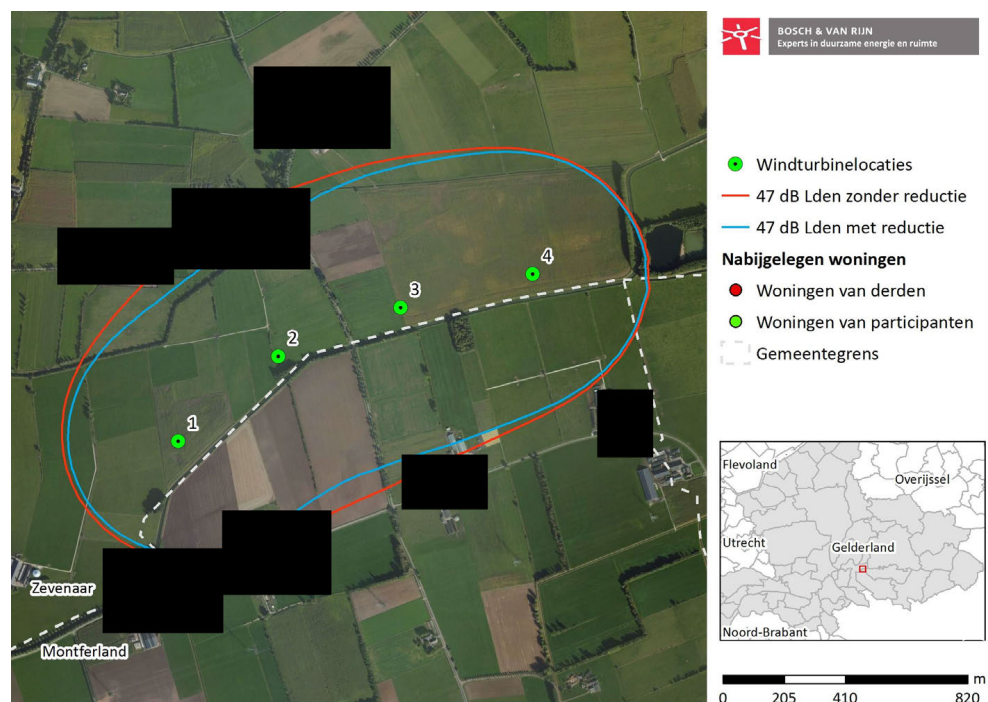 BOSCH & VAN RIJN
Experts in duurzame energie en ruimte
Windturbinelocaties
47 dB Lden zonder reductie
47 dB Lden met reductie
Nabijgelegen woningen
Woningen van derden
Woningen van participanten
Gemeentegrens
4
3
2
1
Zevenaar
Montferland
Flevoland
Overijssel
Utrecht
Gelderland
Noord-Brabant
m
0 205 410 820